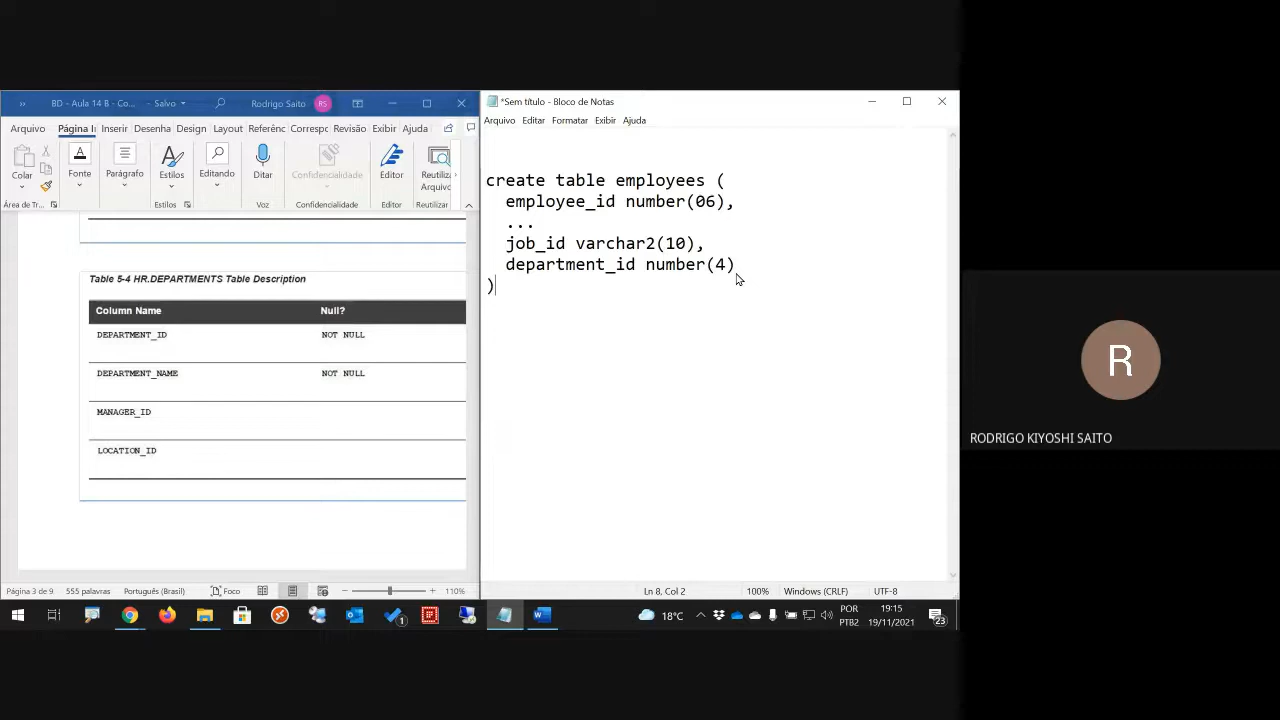 BD - Aula 14 B - Co... - Salvo
Rodrigo Saito
RS
Arquivo Página I Inserir Desenha Design Layout Referênc Corresp Revisão Exibir Ajuda
Colar
Fonte
Parágrafo
Estilos
Editando
Ditar
Confidencialidade
Editor
Reutiliz
Arquivo
Área de Tr...
Estilos
Voz
Confidencialidade
Editor
Reutilizar
Table 5-4 HR.DEPARTMENTS Table Description
Column Name Null?
DEPARTMENT_ID NOT NULL
DEPARTMENT_NAME NOT NULL
MANAGER_ID
LOCATION_ID
Página 3 de 9 555 palavras Português (Brasil) Foco 110%
*Sem título - Bloco de Notas
Arquivo Editar Formatar Exibir Ajuda
create table employees (
employee_id number(06),
...
job_id varchar2(10),
department_id number(4)
)
Ln 8, Col 2 100% Windows (CRLF) UTF-8
R
RODRIGO KIYOSHI SAITO
1
18°C
POR
PTB2
19:15
19/11/2021
23